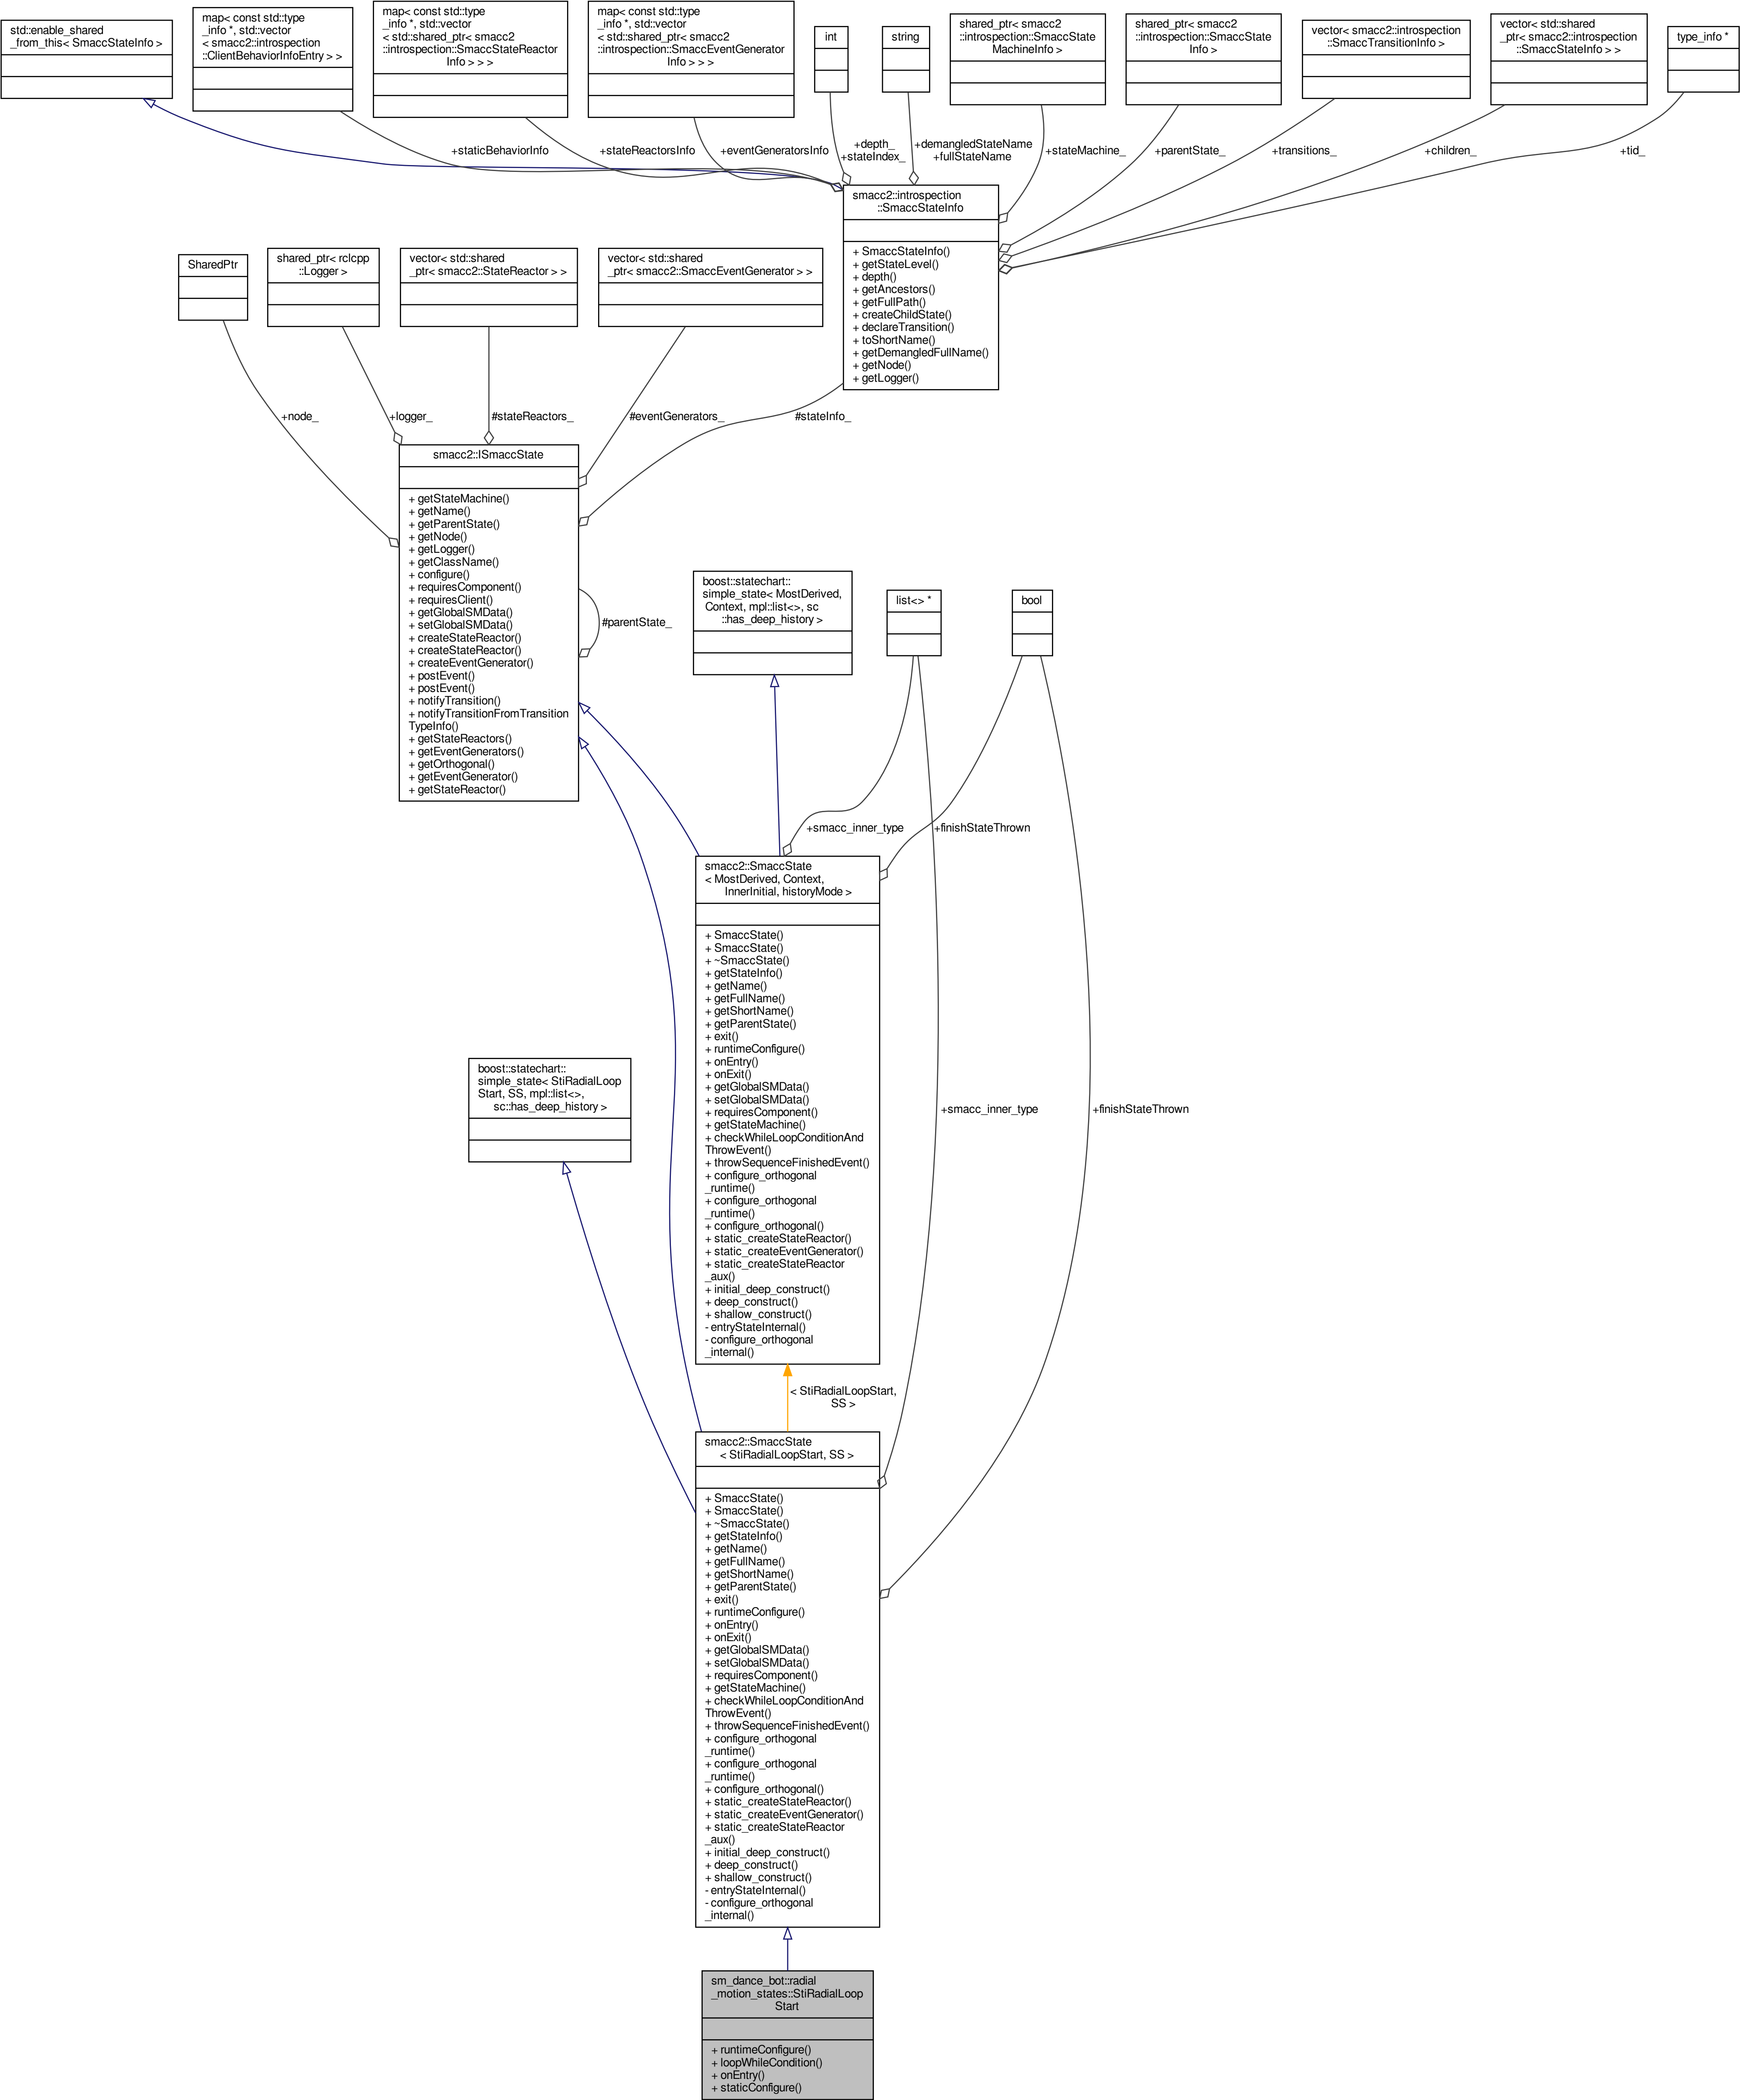 std::enable_shared
_from_this< SmaccStateInfo >
map< const std::type
_info *, std::vector
< smacc2::introspection
::ClientBehaviorInfoEntry > >
map< const std::type
_info *, std::vector
< std::shared_ptr< smacc2
::introspection::SmaccStateReactor
Info > > >
map< const std::type
_info *, std::vector
< std::shared_ptr< smacc2
::introspection::SmaccEventGenerator
Info > > >
int
string
shared_ptr< smacc2
::introspection::SmaccState
MachineInfo >
shared_ptr< smacc2
::introspection::SmaccState
Info >
vector< smacc2::introspection
::SmaccTransitionInfo >
vector< std::shared
_ptr< smacc2::introspection
::SmaccStateInfo > >
type_info *
+staticBehaviorInfo
+stateReactorsInfo
+eventGeneratorsInfo
+depth_
+stateIndex_
+demangledStateName
+fullStateName
+stateMachine_
+parentState_
+transitions_
+children_
+tid_
smacc2::introspection
::SmaccStateInfo
+ SmaccStateInfo()
+ getStateLevel()
+ depth()
+ getAncestors()
+ getFullPath()
+ createChildState()
+ declareTransition()
+ toShortName()
+ getDemangledFullName()
+ getNode()
+ getLogger()
SharedPtr
shared_ptr< rclcpp
::Logger >
vector< std::shared
_ptr< smacc2::StateReactor > >
vector< std::shared
_ptr< smacc2::SmaccEventGenerator > >
+node_
+logger_
#stateReactors_
#eventGenerators_
#stateInfo_
smacc2::ISmaccState
+ getStateMachine()
+ getName()
+ getParentState()
+ getNode()
+ getLogger()
+ getClassName()
+ configure()
+ requiresComponent()
+ requiresClient()
+ getGlobalSMData()
+ setGlobalSMData()
+ createStateReactor()
+ createStateReactor()
+ createEventGenerator()
+ postEvent()
+ postEvent()
+ notifyTransition()
+ notifyTransitionFromTransition
TypeInfo()
+ getStateReactors()
+ getEventGenerators()
+ getOrthogonal()
+ getEventGenerator()
+ getStateReactor()
#parentState_
boost::statechart::
simple_state< MostDerived,
Context, mpl::list<>, sc
::has_deep_history >
list<> *
bool
+smacc_inner_type
+finishStateThrown
smacc2::SmaccState
< MostDerived, Context,
InnerInitial, historyMode >
+ SmaccState()
+ SmaccState()
+ ~SmaccState()
+ getStateInfo()
+ getName()
+ getFullName()
+ getShortName()
+ getParentState()
+ exit()
+ runtimeConfigure()
+ onEntry()
+ onExit()
+ getGlobalSMData()
+ setGlobalSMData()
+ requiresComponent()
+ getStateMachine()
+ checkWhileLoopConditionAnd
ThrowEvent()
+ throwSequenceFinishedEvent()
+ configure_orthogonal
_runtime()
+ configure_orthogonal
_runtime()
+ configure_orthogonal()
+ static_createStateReactor()
+ static_createEventGenerator()
+ static_createStateReactor
_aux()
+ initial_deep_construct()
+ deep_construct()
+ shallow_construct()
- entryStateInternal()
- configure_orthogonal
_internal()
boost::statechart::
simple_state< StiRadialLoop
Start, SS, mpl::list<>,
sc::has_deep_history >
+smacc_inner_type
+finishStateThrown
< StiRadialLoopStart,
SS >
smacc2::SmaccState
< StiRadialLoopStart, SS >
+ SmaccState()
+ SmaccState()
+ ~SmaccState()
+ getStateInfo()
+ getName()
+ getFullName()
+ getShortName()
+ getParentState()
+ exit()
+ runtimeConfigure()
+ onEntry()
+ onExit()
+ getGlobalSMData()
+ setGlobalSMData()
+ requiresComponent()
+ getStateMachine()
+ checkWhileLoopConditionAnd
ThrowEvent()
+ throwSequenceFinishedEvent()
+ configure_orthogonal
_runtime()
+ configure_orthogonal
_runtime()
+ configure_orthogonal()
+ static_createStateReactor()
+ static_createEventGenerator()
+ static_createStateReactor
_aux()
+ initial_deep_construct()
+ deep_construct()
+ shallow_construct()
- entryStateInternal()
- configure_orthogonal
_internal()
sm_dance_bot::radial
_motion_states::StiRadialLoop
Start
+ runtimeConfigure()
+ loopWhileCondition()
+ onEntry()
+ staticConfigure()